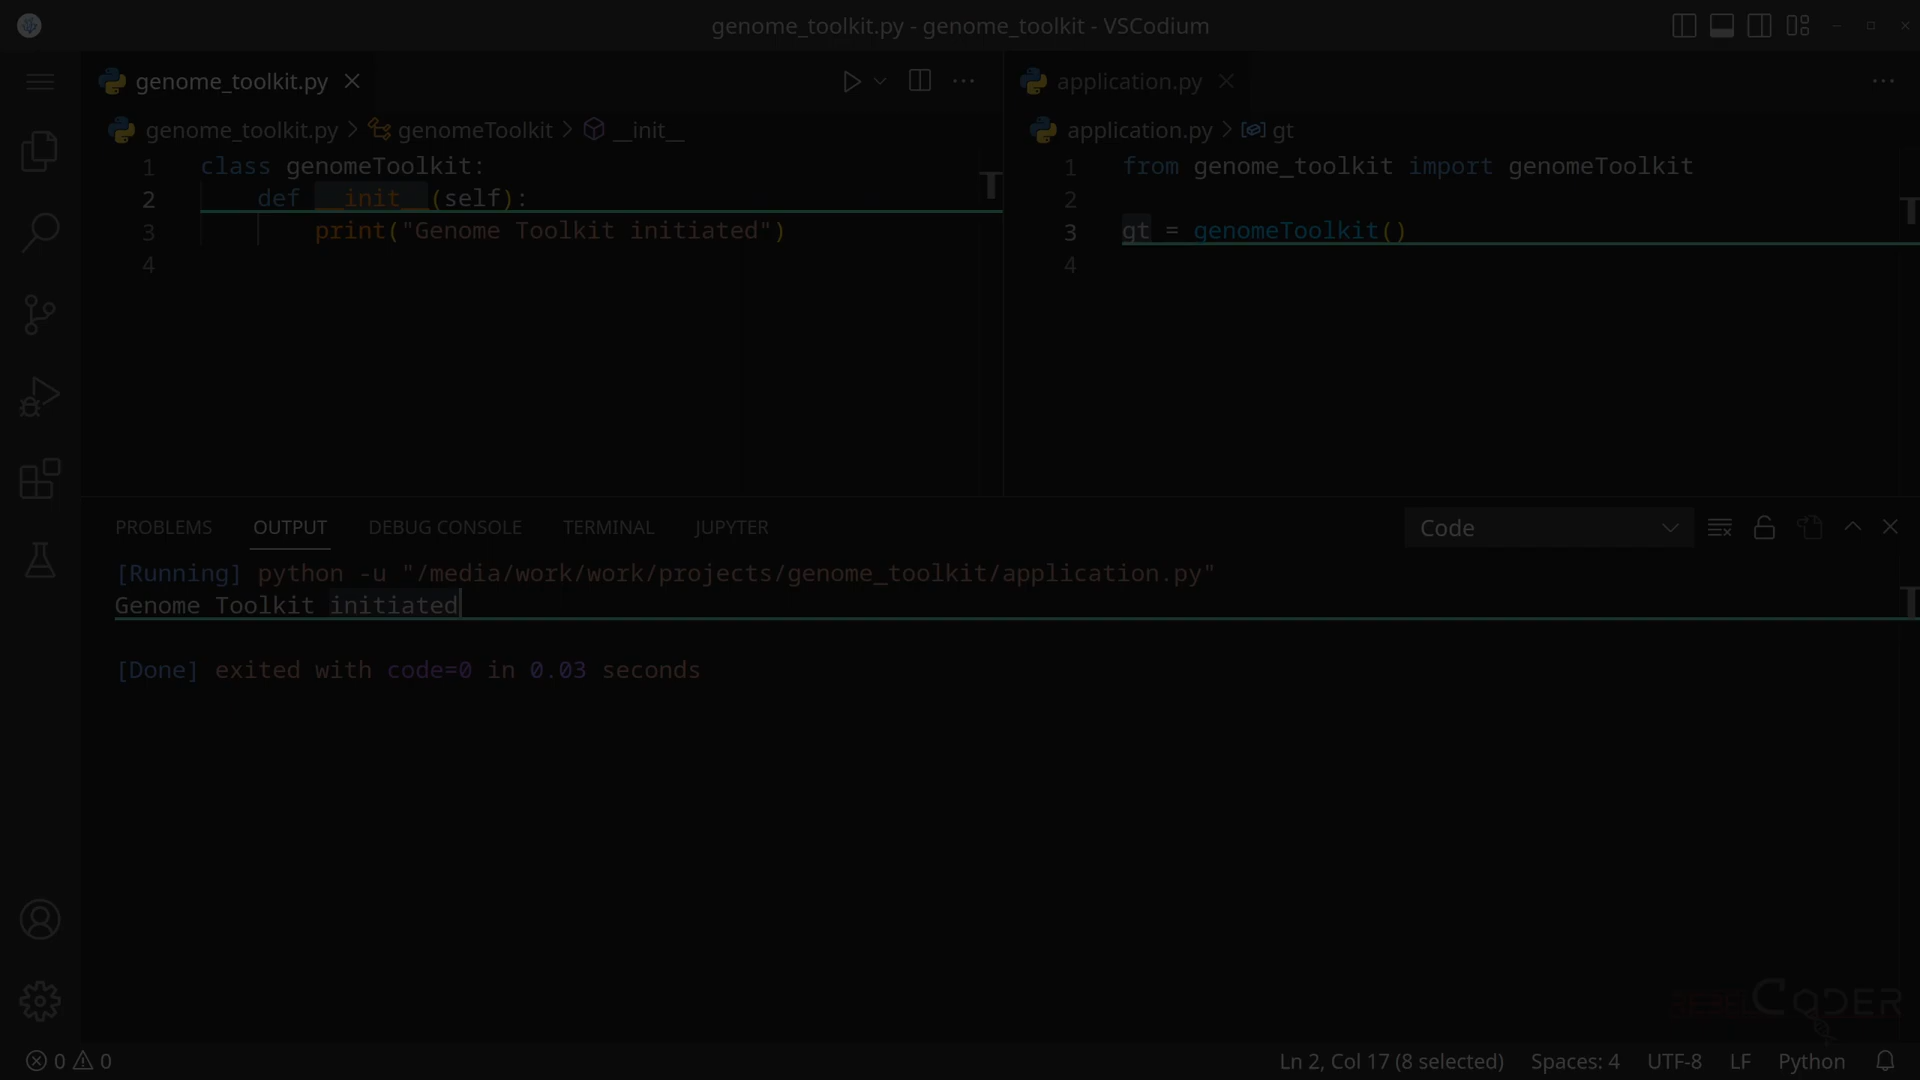 genome_toolkit.py - genome_toolkit - VSCodium
genome_toolkit.py
genome_toolkit.py > genomeToolkit > __init__
1 class genomeToolkit:
2     def __init__(self):
3         print("Genome Toolkit initiated")
4
application.py
application.py > gt
1 from genome_toolkit import genomeToolkit
2
3 gt = genomeToolkit()
4
PROBLEMS OUTPUT DEBUG CONSOLE TERMINAL JUPYTER
Code
[Running] python -u "/media/work/work/projects/genome_toolkit/application.py"
Genome Toolkit initiated
[Done] exited with code=0 in 0.03 seconds
REBELCODER
0 0 Ln 2, Col 17 (8 selected) Spaces: 4 UTF-8 LF Python